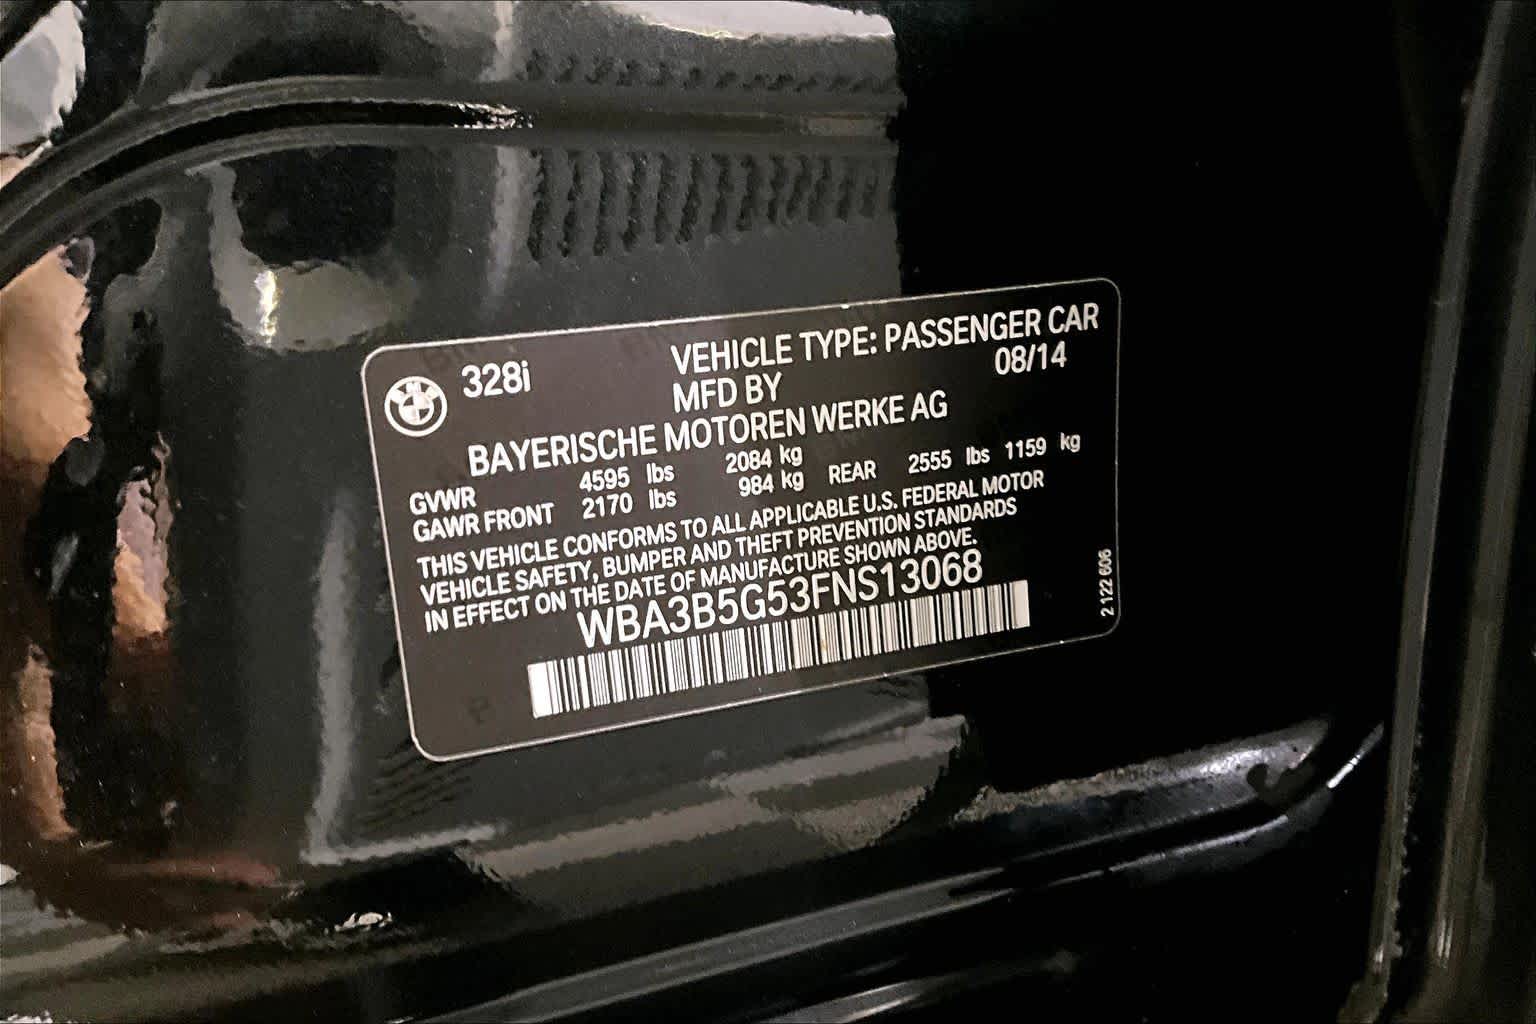 328i
VEHICLE TYPE: PASSENGER CAR
MFD BY 08/14
BAYERISCHE MOTOREN WERKE AG
GVWR 4595 lbs 2084 kg
GAWR FRONT 2170 lbs 984 kg REAR 2555 lbs 1159 kg
THIS VEHICLE CONFORMS TO ALL APPLICABLE U.S. FEDERAL MOTOR
VEHICLE SAFETY, BUMPER AND THEFT PREVENTION STANDARDS
IN EFFECT ON THE DATE OF MANUFACTURE SHOWN ABOVE.
WBA3B5G53FNS13068
2 122 606